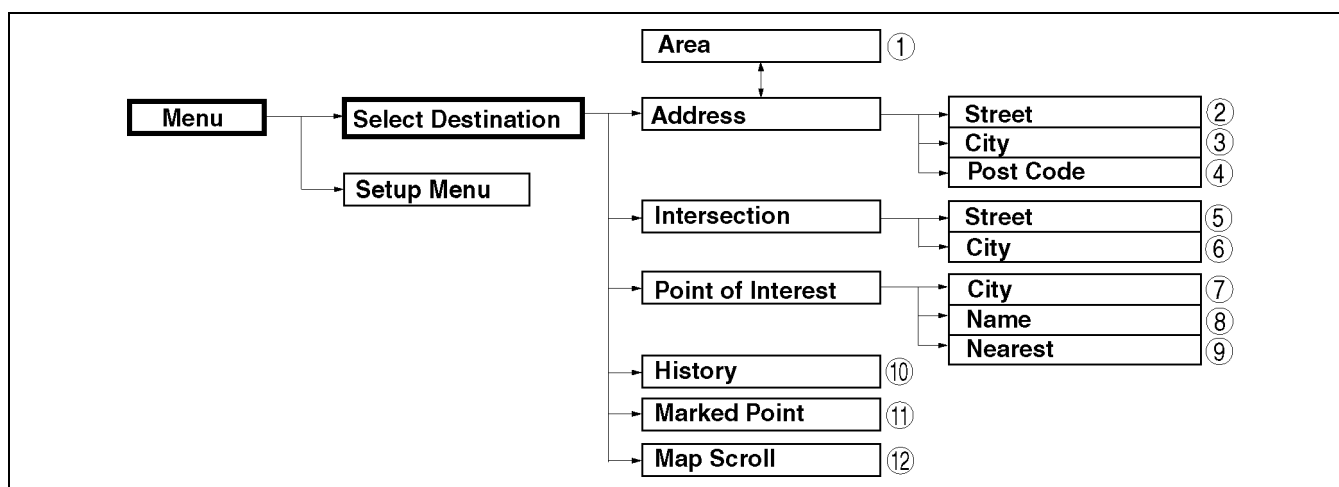 Area ①
Menu
Select Destination
Address
Street ②
City ③
Post Code ④
Setup Menu
Intersection
Street ⑤
City ⑥
Point of Interest
City ⑦
Name ⑧
Nearest ⑨
History ⑩
Marked Point ⑪
Map Scroll ⑫